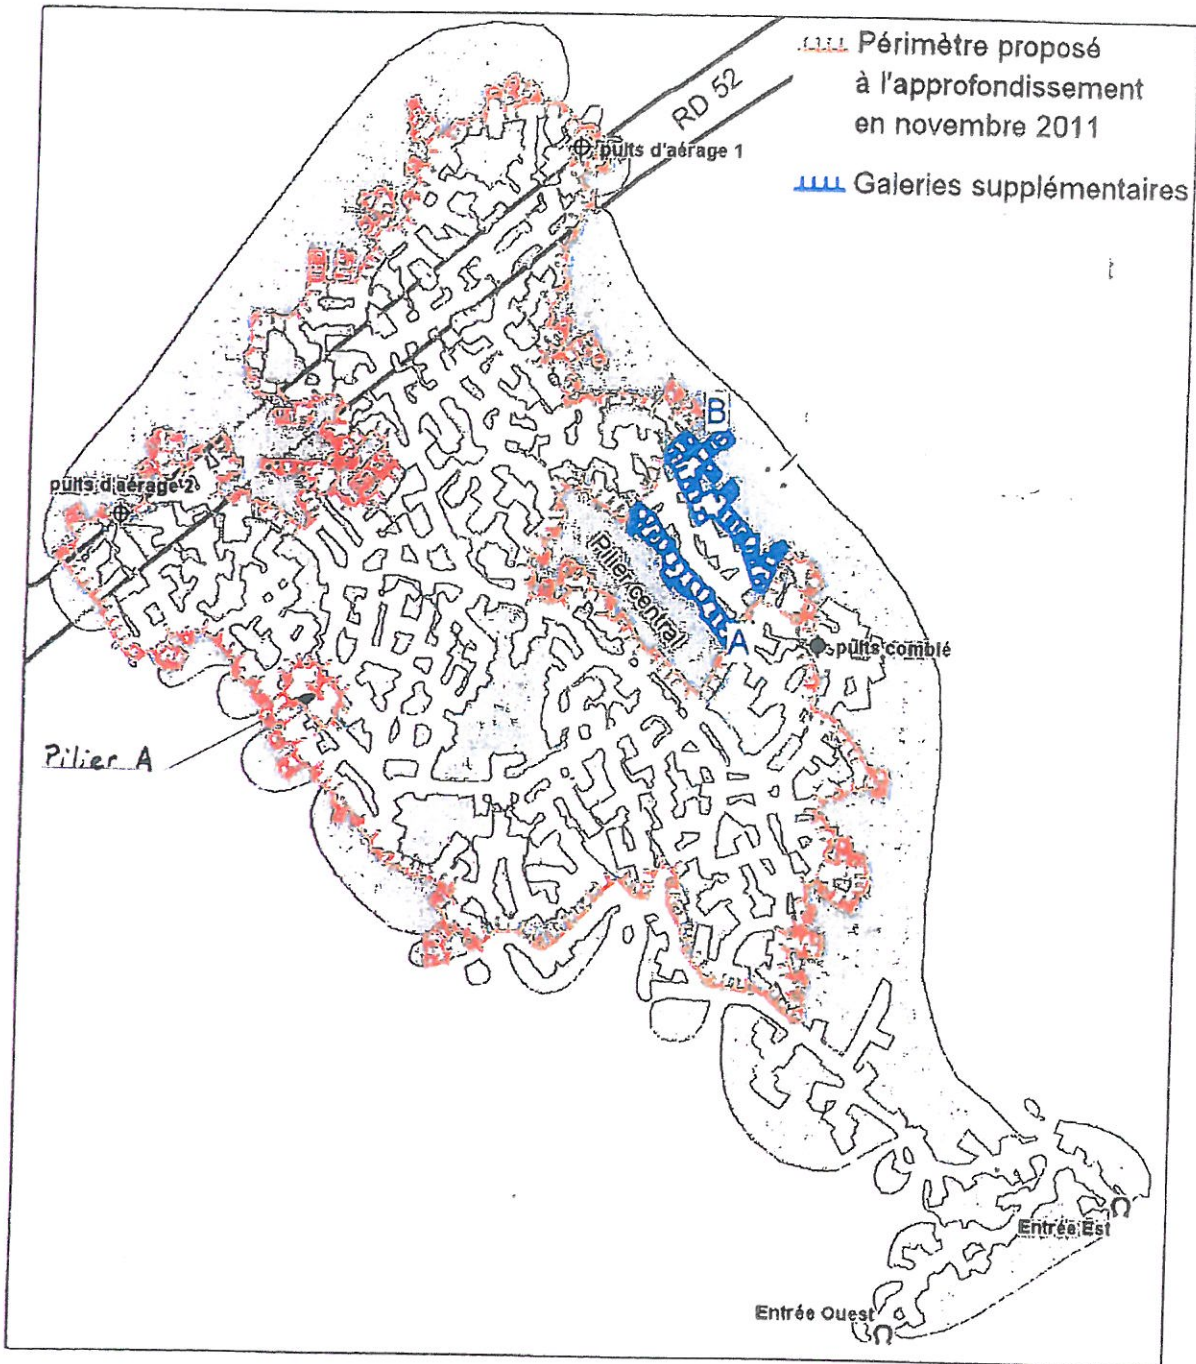 Périmètre proposé
à l'approfondissement
en novembre 2011
Galeries supplémentaires
RD 52
puits d'aérage 1
B
puits d'aérage 2
Pilier central
A
puits comblé
Pilier A
Entrée Est
Entrée Ouest